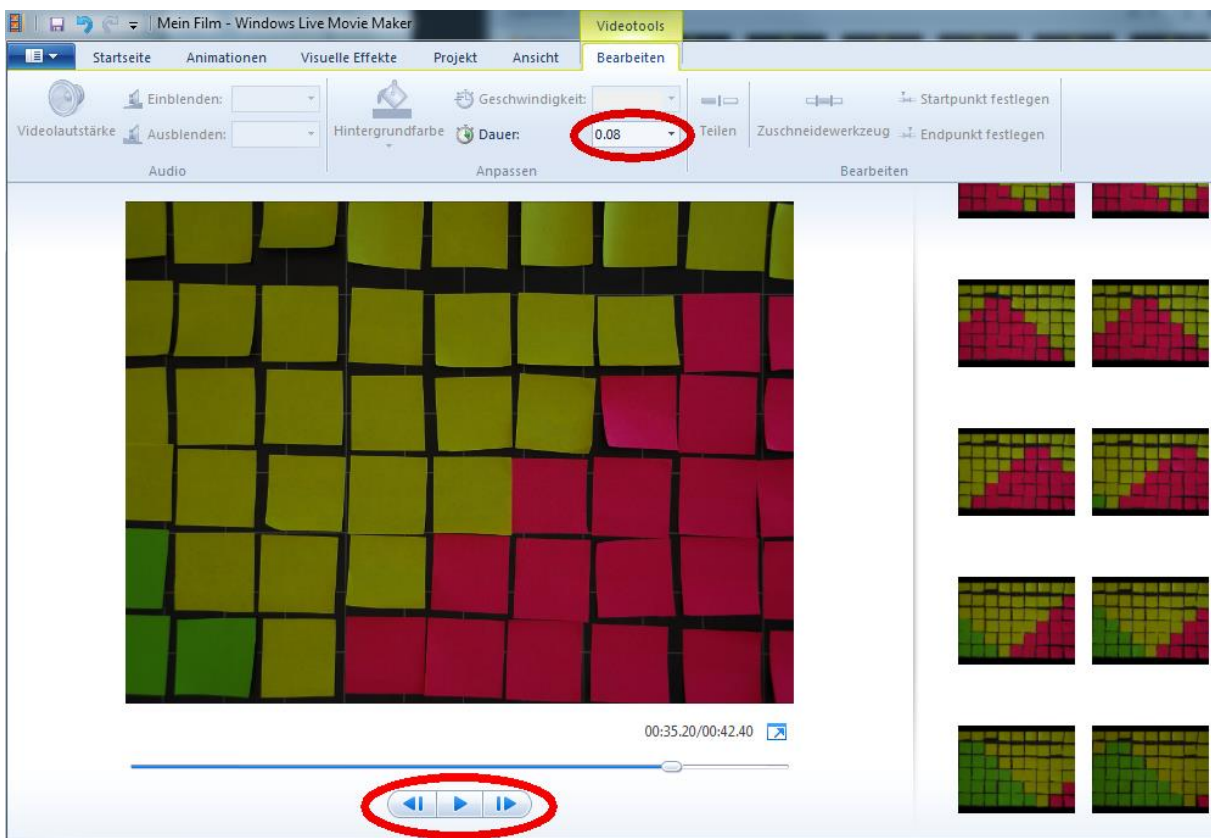 Mein Film - Windows Live Movie Maker
Videotools
Startseite Animationen Visuelle Effekte Projekt Ansicht Bearbeiten
Einblenden: Geschwindigkeit: Startpunkt festlegen
Videolautstärke Ausblenden: Hintergrundfarbe Dauer: 0.08 Teilen Zuschneidewerkzeug Endpunkt festlegen
Audio Anpassen Bearbeiten
00:35.20/00:42.40